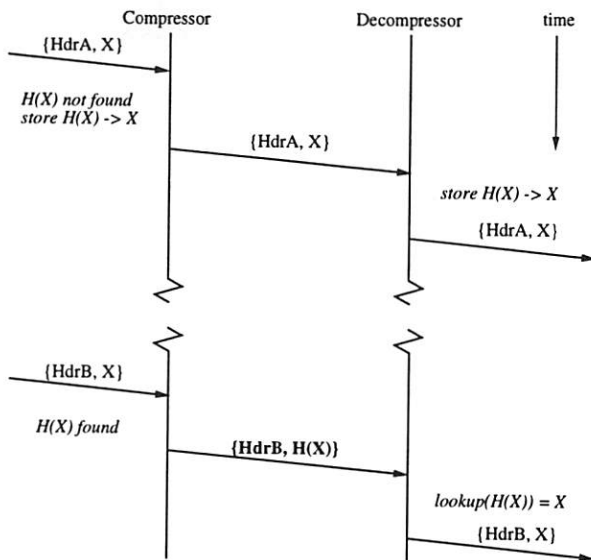 Compressor Decompressor time
{HdrA, X}
H(X) not found
store H(X) -> X
{HdrA, X}
store H(X) -> X
{HdrA, X}
{HdrB, X}
H(X) found
{HdrB, H(X)}
lookup(H(X)) = X
{HdrB, X}